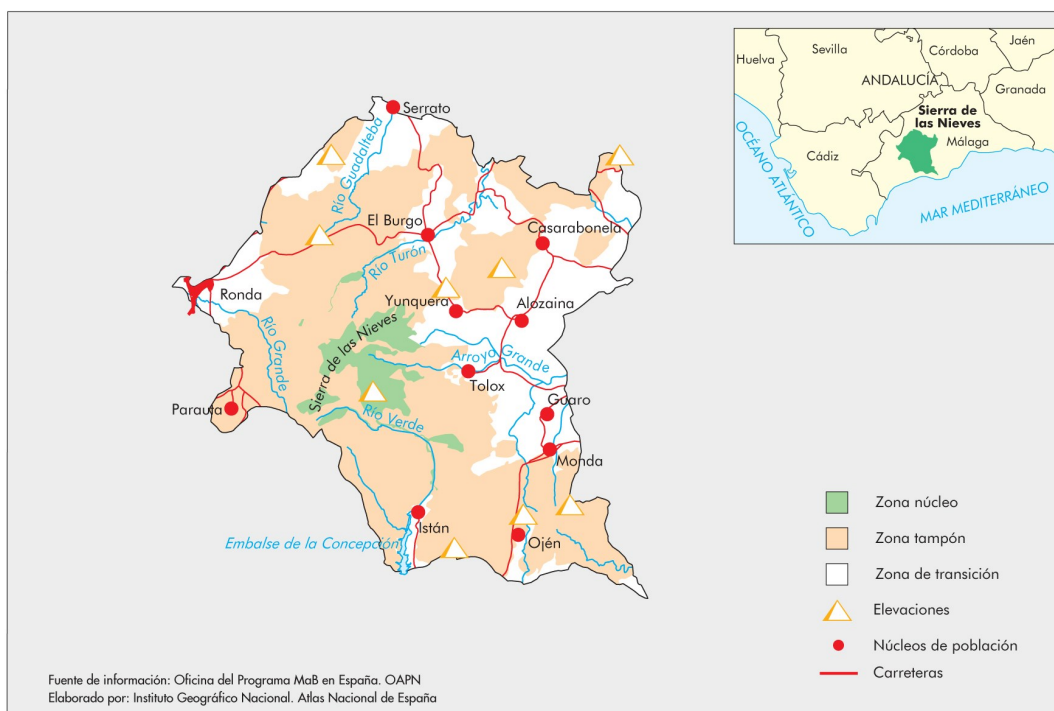 Serrato
Río Guadalteba
El Burgo
Casarabonela
Río Turón
Ronda
Yunquera
Alozaina
Río Grande
Sierra de las Nieves
Arroyo Grande
Tolox
Parauta
Guaro
Río Verde
Monda
Istán
Ojén
Embalse de la Concepción
Huelva
Sevilla
Córdoba
Jaén
ANDALUCÍA
Granada
Sierra de
las Nieves
Málaga
Cádiz
OCÉANO ATLÁNTICO
MAR MEDITERRÁNEO
Zona núcleo
Zona tampón
Zona de transición
Elevaciones
Núcleos de población
Carreteras
Fuente de información: Oficina del Programa MaB en España. OAPN
Elaborado por: Instituto Geográfico Nacional. Atlas Nacional de España